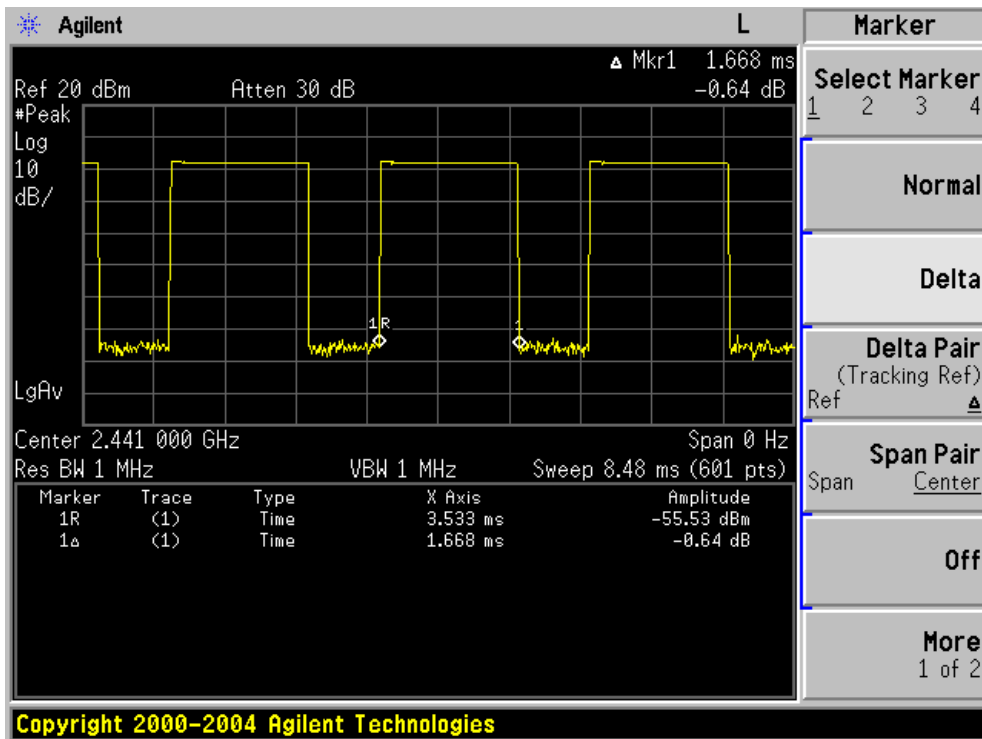 Agilent L Marker
Δ Mkr1 1.668 ms
Ref 20 dBm Atten 30 dB -0.64 dB
#Peak
Log
10
dB/
1R
1
LgAv
Center 2.441 000 GHz Span 0 Hz
Res BW 1 MHz VBW 1 MHz Sweep 8.48 ms (601 pts)
Marker Trace Type X Axis Amplitude
1R (1) Time 3.533 ms -55.53 dBm
1Δ (1) Time 1.668 ms -0.64 dB
Select Marker
1 2 3 4
Normal
Delta
Delta Pair
(Tracking Ref)
Ref Δ
Span Pair
Span Center
Off
More
1 of 2
Copyright 2000-2004 Agilent Technologies